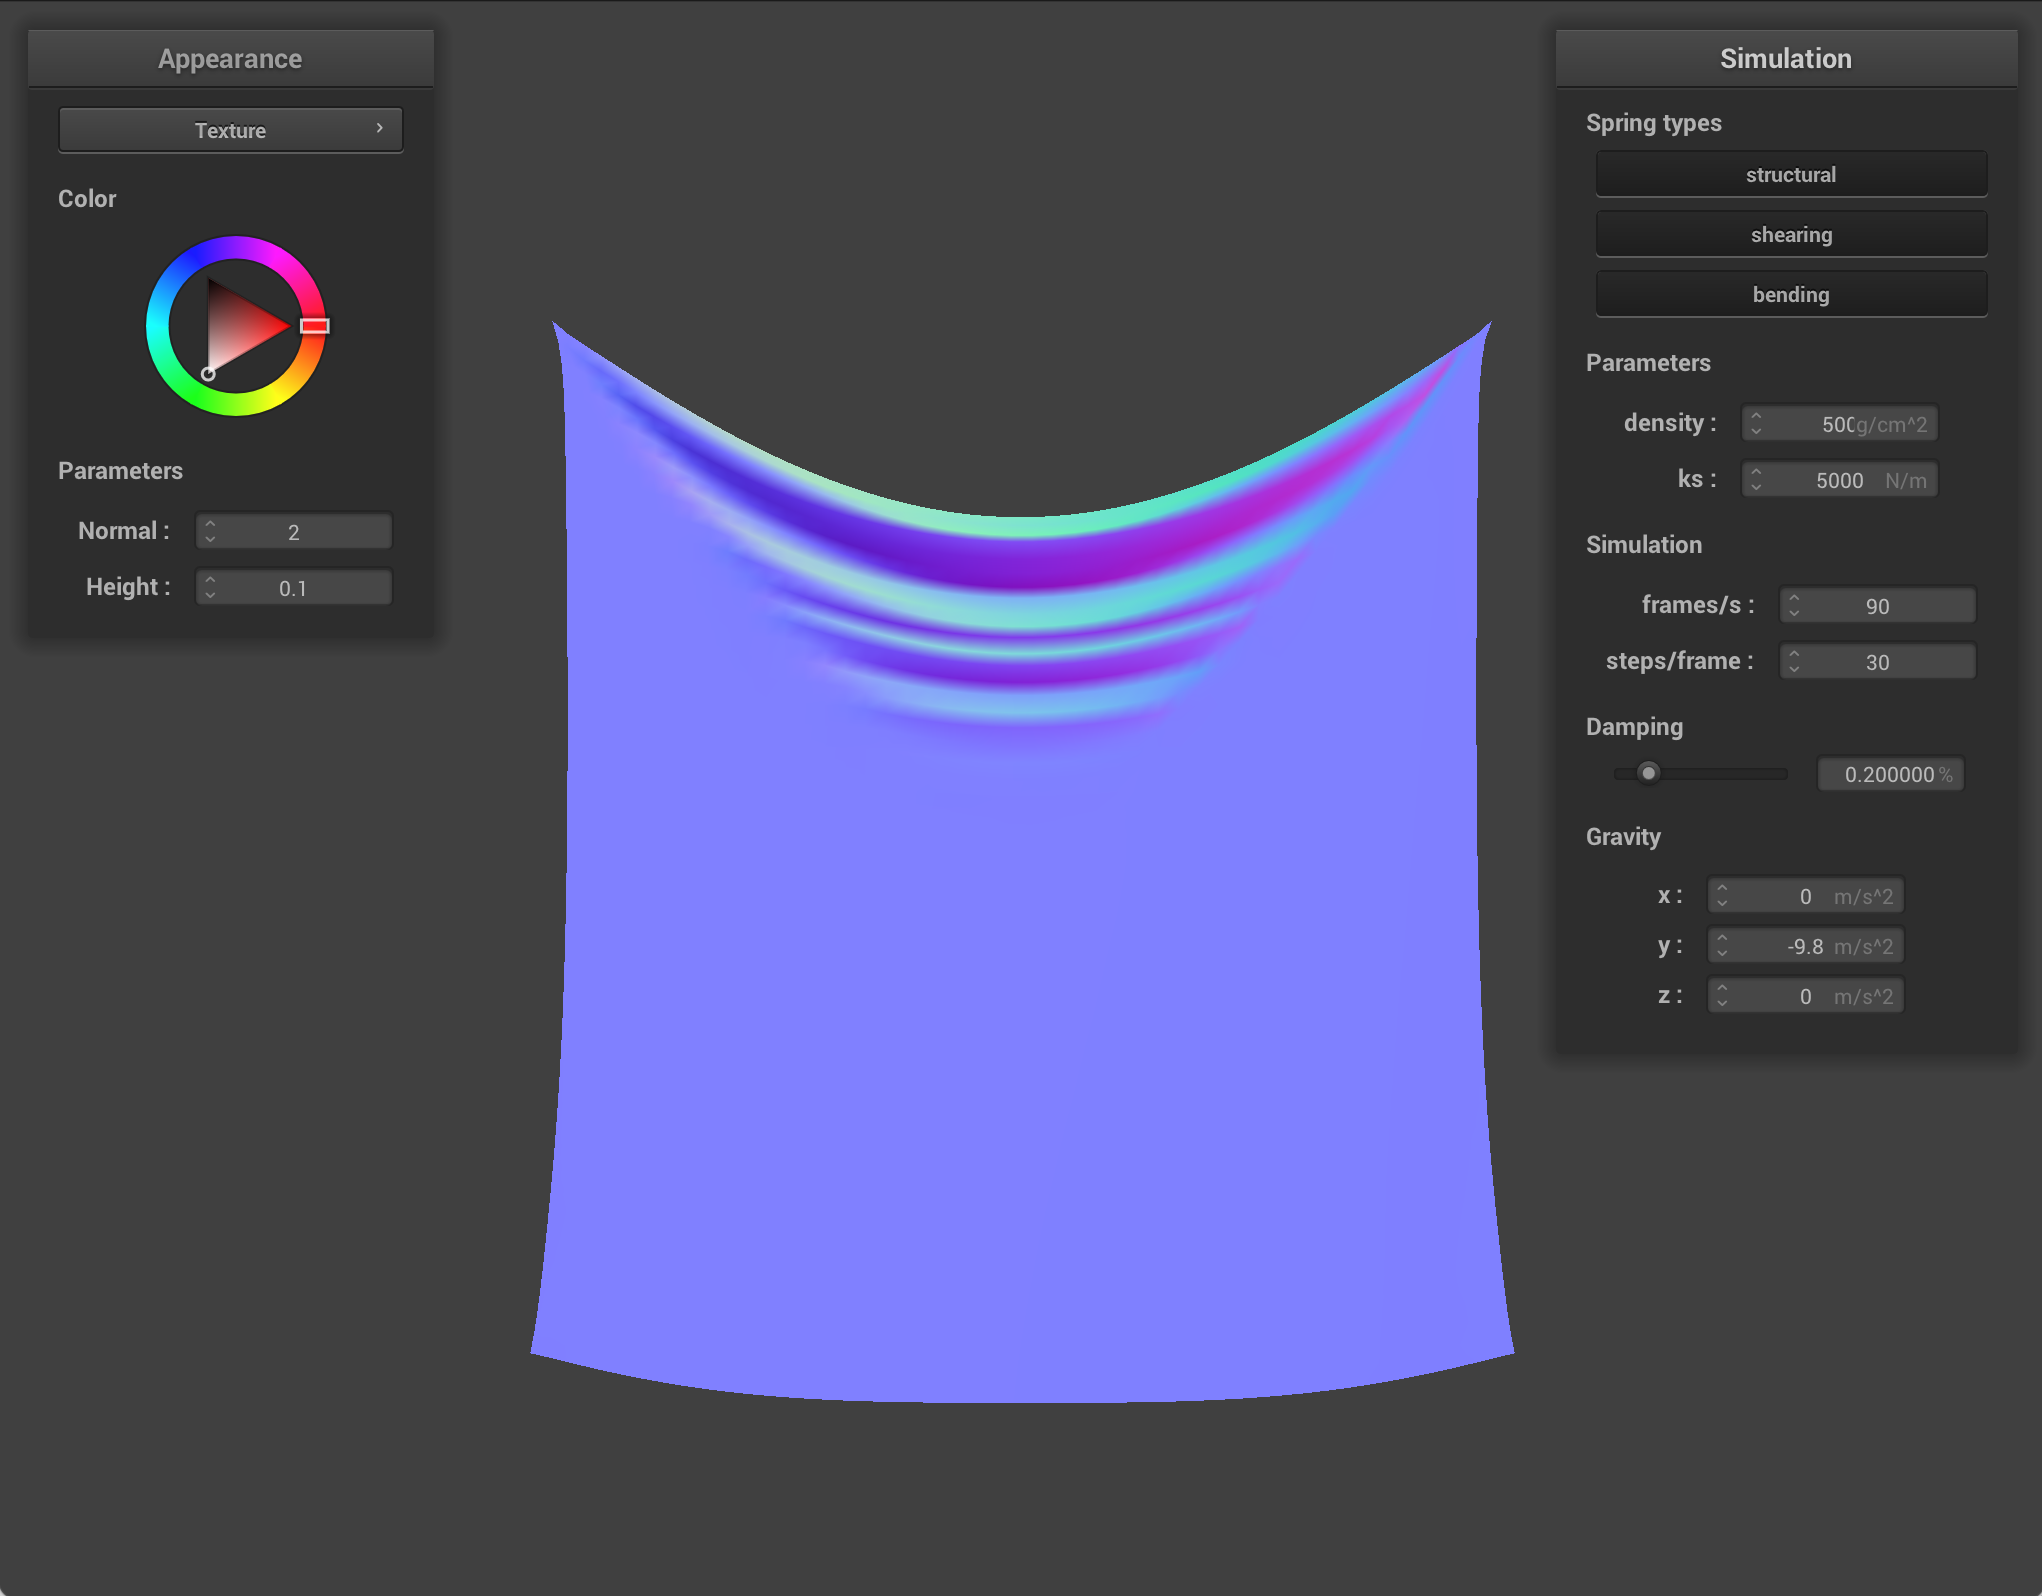 Appearance
Texture
Color
Parameters
Normal : 2
Height : 0.1
Simulation
Spring types
structural
shearing
bending
Parameters
density : 500 g/cm^2
ks : 5000 N/m
Simulation
frames/s : 90
steps/frame : 30
Damping
0.200000 %
Gravity
x : 0 m/s^2
y : -9.8 m/s^2
z : 0 m/s^2